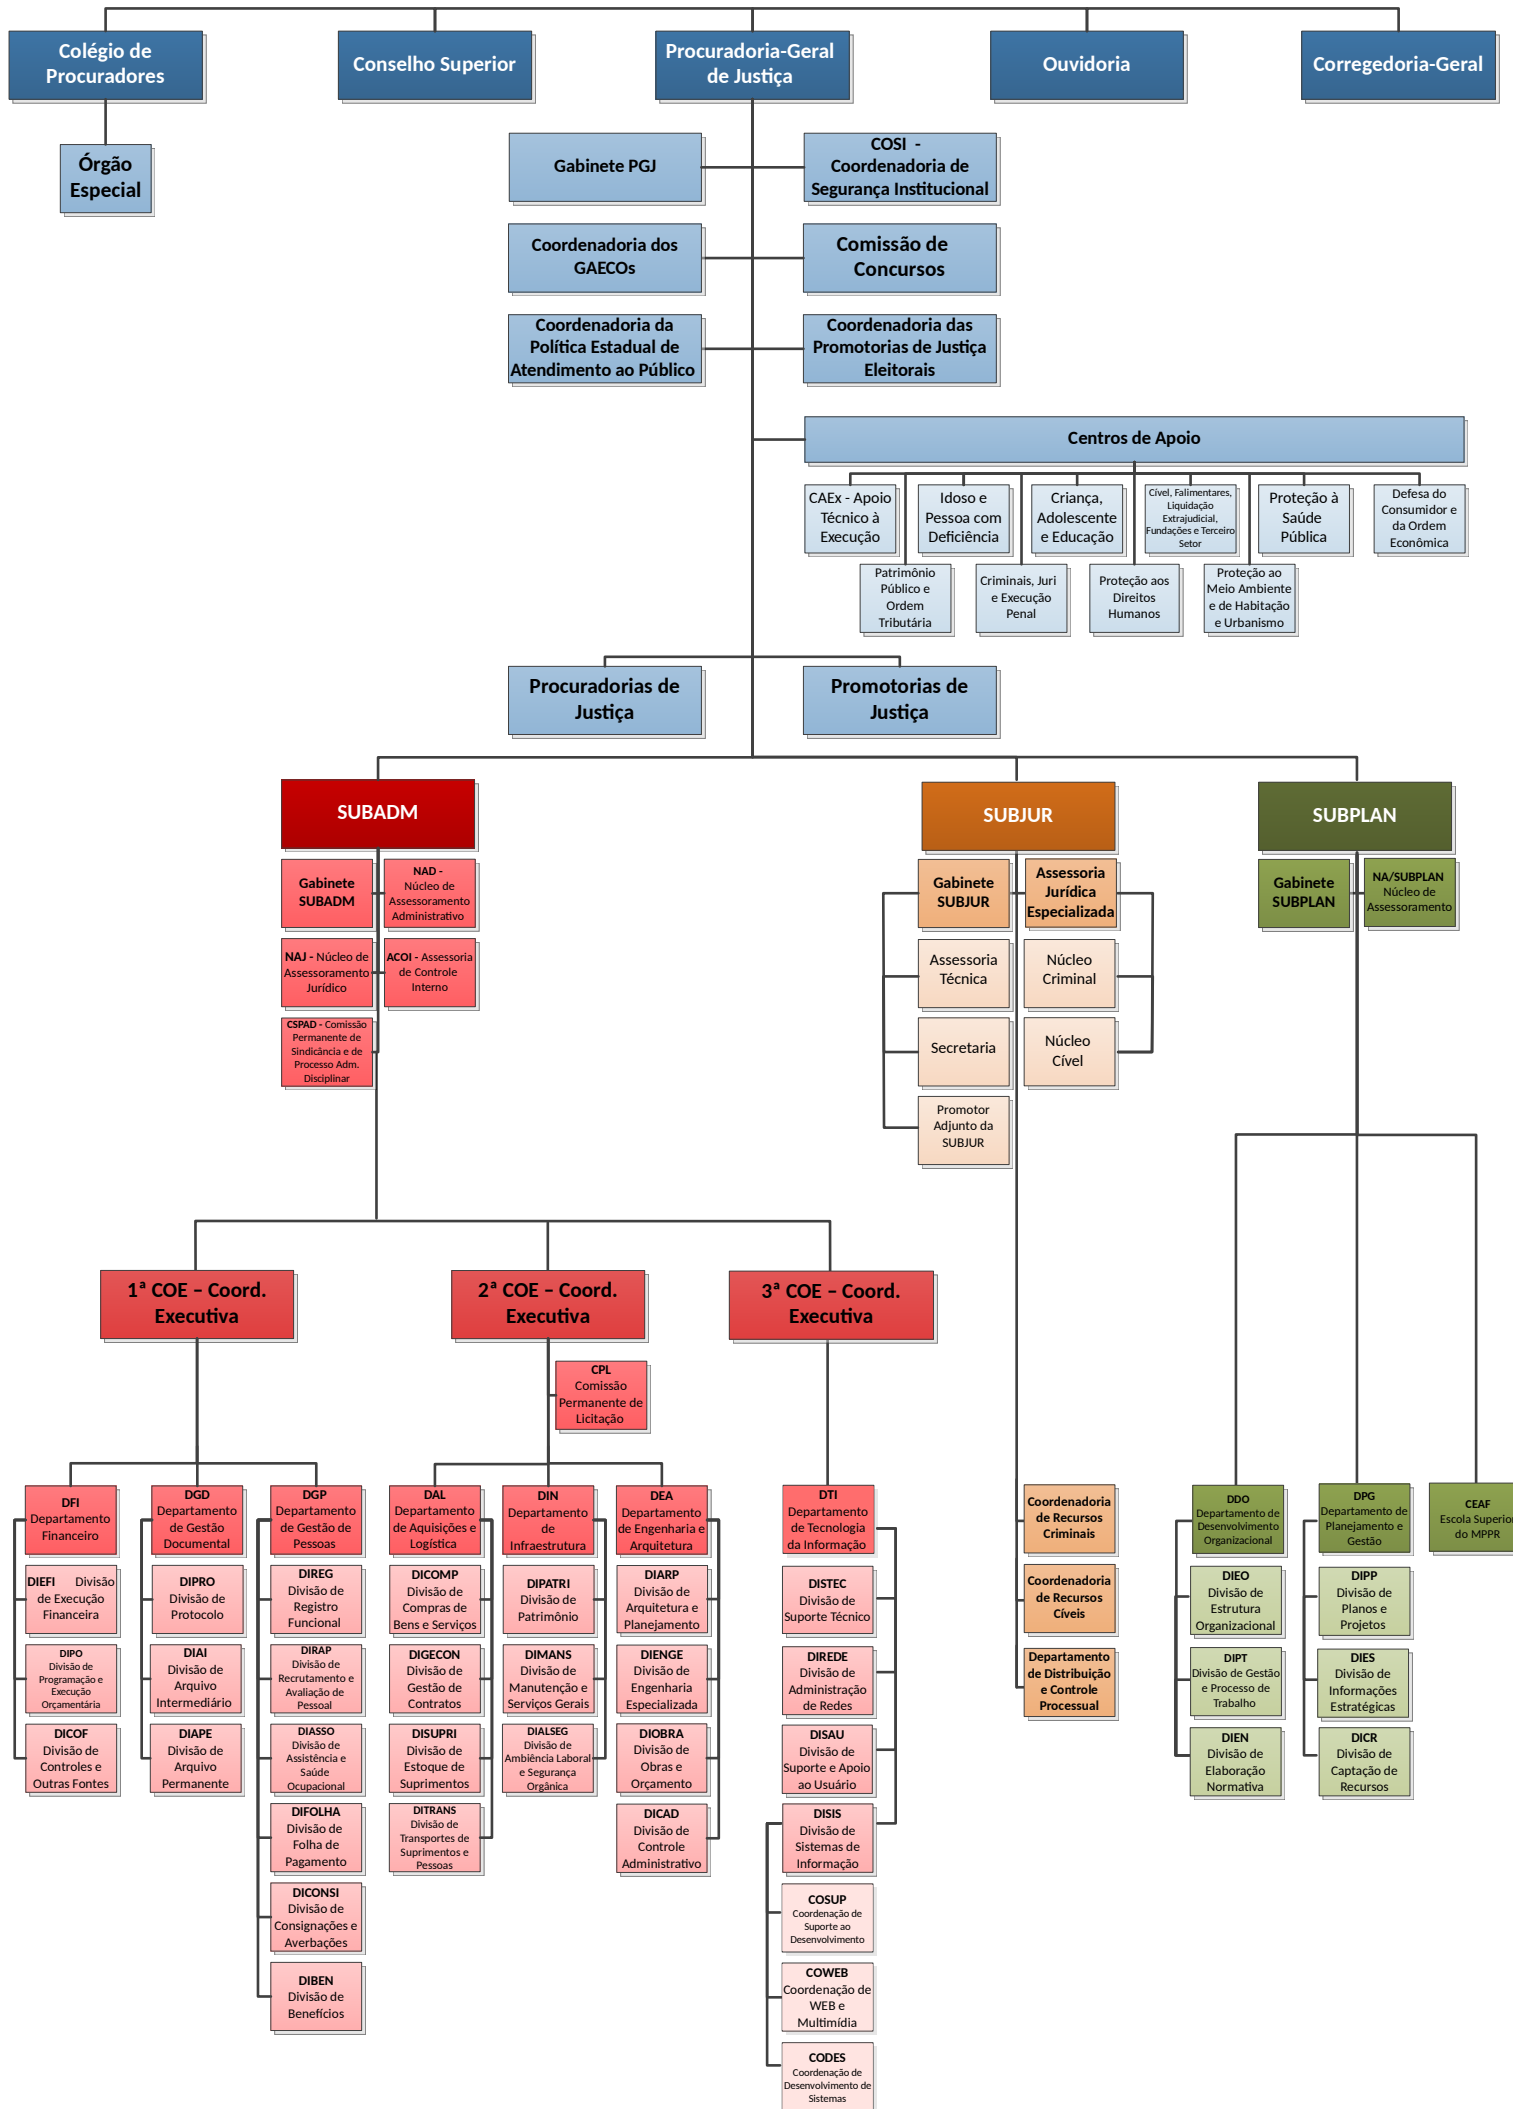 Colégio de
Procuradores
Conselho Superior
Procuradoria-Geral
de Justiça
Ouvidoria
Corregedoria-Geral
Órgão
Especial
Gabinete PGJ
COSI  -
Coordenadoria de
Segurança Institucional
Coordenadoria dos
GAECOs
Comissão de
Concursos
Coordenadoria da
Política Estadual de
Atendimento ao Público
Coordenadoria das
Promotorias de Justiça
Eleitorais
Centros de Apoio
CAEx - Apoio
Técnico à
Execução
Idoso e
Pessoa com
Deficiência
Criança,
Adolescente
e Educação
Cível, Falimentares,
Liquidação
Extrajudicial,
Fundações e Terceiro
Setor
Proteção à
Saúde
Pública
Defesa do
Consumidor e
da Ordem
Econômica
Patrimônio
Público e
Ordem
Tributária
Criminais, Juri
e Execução
Penal
Proteção aos
Direitos
Humanos
Proteção ao
Meio Ambiente
e de Habitação
e Urbanismo
Procuradorias de
Justiça
Promotorias de
Justiça
SUBADM
SUBJUR
SUBPLAN
Gabinete
SUBADM
NAD -
Núcleo de
Assessoramento
Administrativo
NAJ - Núcleo de
Assessoramento
Jurídico
ACOI - Assessoria
de Controle
Interno
CSPAD - Comissão
Permanente de
Sindicância e de
Processo Adm.
Disciplinar
Gabinete
SUBJUR
Assessoria
Jurídica
Especializada
Assessoria
Técnica
Núcleo
Criminal
Secretaria
Núcleo
Cível
Promotor
Adjunto da
SUBJUR
Gabinete
SUBPLAN
NA/SUBPLAN
Núcleo de
Assessoramento
1ª COE – Coord.
Executiva
2ª COE – Coord.
Executiva
3ª COE – Coord.
Executiva
CPL
Comissão
Permanente de
Licitação
DFI
Departamento
Financeiro
DIEFI Divisão
de Execução
Financeira
DIPO
Divisão de
Programação e
Execução
Orçamentária
DICOF
Divisão de
Controles e
Outras Fontes
DGD
Departamento
de Gestão
Documental
DIPRO
Divisão de
Protocolo
DIAI
Divisão de
Arquivo
Intermediário
DIAPE
Divisão de
Arquivo
Permanente
DGP
Departamento
de Gestão de
Pessoas
DIREG
Divisão de
Registro
Funcional
DIRAP
Divisão de
Recrutamento e
Avaliação de
Pessoal
DIASSO
Divisão de
Assistência e
Saúde
Ocupacional
DIFOLHA
Divisão de
Folha de
Pagamento
DICONSI
Divisão de
Consignações e
Averbações
DIBEN
Divisão de
Benefícios
DAL
Departamento
de Aquisições e
Logística
DICOMP
Divisão de
Compras de
Bens e Serviços
DIGECON
Divisão de
Gestão de
Contratos
DISUPRI
Divisão de
Estoque de
Suprimentos
DITRANS
Divisão de
Transportes de
Suprimentos e
Pessoas
DIN
Departamento
de
Infraestrutura
DIPATRI
Divisão de
Patrimônio
DIMANS
Divisão de
Manutenção e
Serviços Gerais
DIALSEG
Divisão de
Ambiência Laboral
e Segurança
Orgânica
DEA
Departamento
de Engenharia e
Arquitetura
DIARP
Divisão de
Arquitetura e
Planejamento
DIENGE
Divisão de
Engenharia
Especializada
DIOBRA
Divisão de
Obras e
Orçamento
DICAD
Divisão de
Controle
Administrativo
DTI
Departamento
de Tecnologia
da Informação
DISTEC
Divisão de
Suporte Técnico
DIREDE
Divisão de
Administração
de Redes
DISAU
Divisão de
Suporte e Apoio
ao Usuário
DISIS
Divisão de
Sistemas de
Informação
COSUP
Coordenação de
Suporte ao
Desenvolvimento
COWEB
Coordenação de
WEB e
Multimídia
CODES
Coordenação de
Desenvolvimento de
Sistemas
Coordenadoria
de Recursos
Criminais
Coordenadoria
de Recursos
Cíveis
Departamento
de Distribuição
e Controle
Processual
DDO
Departamento de
Desenvolvimento
Organizacional
DIEO
Divisão de
Estrutura
Organizacional
DIPT
Divisão de Gestão
e Processo de
Trabalho
DIEN
Divisão de
Elaboração
Normativa
DPG
Departamento de
Planejamento e
Gestão
DIPP
Divisão de
Planos e
Projetos
DIES
Divisão de
Informações
Estratégicas
DICR
Divisão de
Captação de
Recursos
CEAF
Escola Superior
do MPPR